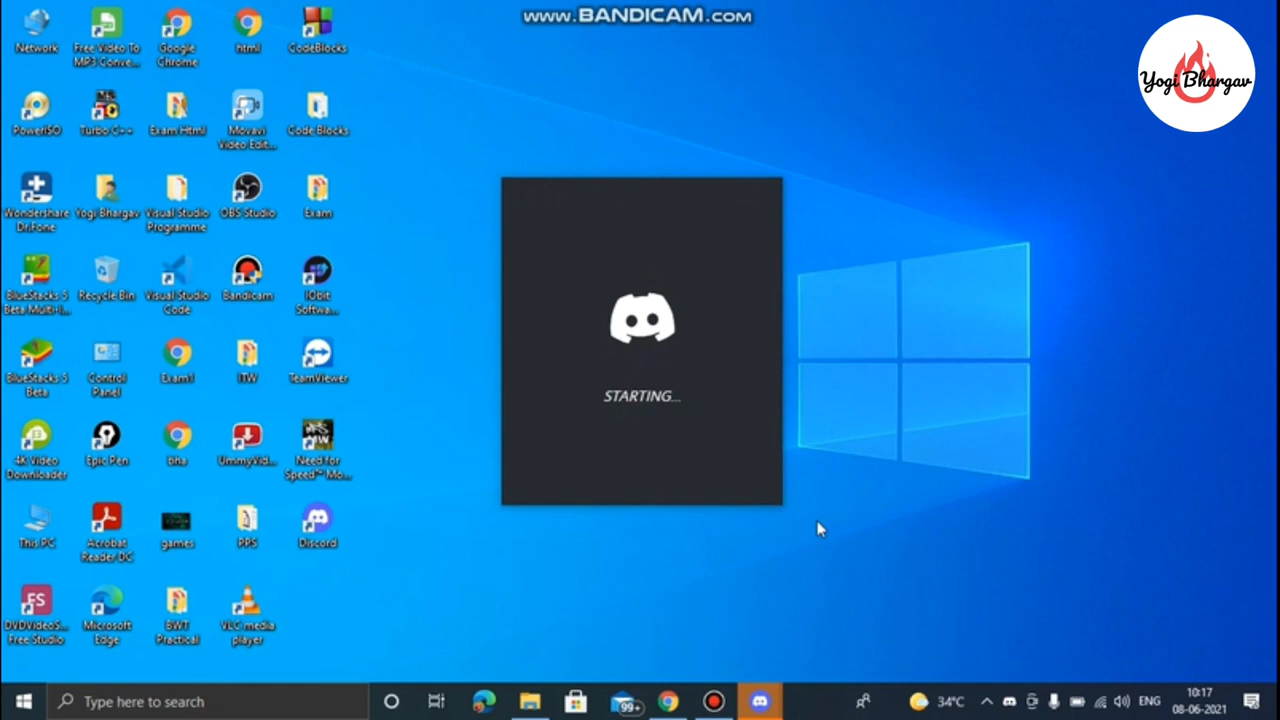 www.BANDICAM.com
Yogi Bhargav
Network
Free Video To
MP3 Conve...
Google
Chrome
html
CodeBlocks
PowerISO
Turbo C++
Exam Html
Movavi
Video Edit...
Code Blocks
Wondershare
Dr.Fone
Yogi Bhargav
Visual Studio
Programme
OBS Studio
Exam
BlueStacks 5
Beta Multi-I...
Recycle Bin
Visual Studio
Code
Bandicam
IObit
Softwa...
BlueStacks 5
Beta
Control
Panel
Exam1
ITW
TeamViewer
STARTING...
4K Video
Downloader
Epic Pen
bha
UmmyVid...
Need for
Speed™ Mo...
This PC
Acrobat
Reader DC
games
PPS
Discord
FS
DVDVideoS...
Free Studio
Microsoft
Edge
BWT
Practical
VLC media
player
Type here to search
99+
34°C
ENG
10:17
08-06-2021